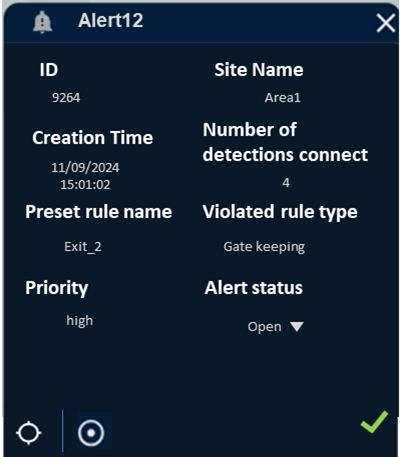 Alert12
ID
Site Name
9264
Area1
Creation Time
Number of
detections connect
11/09/2024
15:01:02
4
Preset rule name
Violated rule type
Exit_2
Gate keeping
Priority
Alert status
high
Open